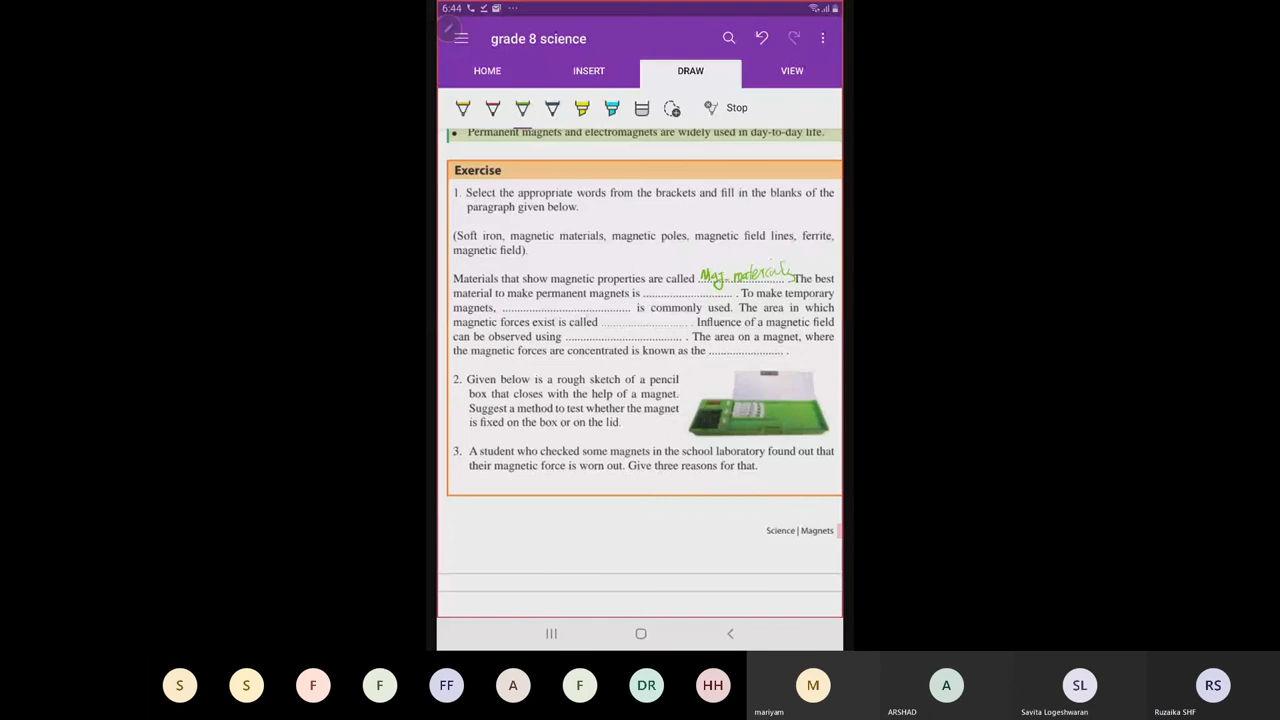 6:44
grade 8 science
HOME INSERT DRAW VIEW
Stop
• Permanent magnets and electromagnets are widely used in day-to-day life.
Exercise
1. Select the appropriate words from the brackets and fill in the blanks of the
paragraph given below.
(Soft iron, magnetic materials, magnetic poles, magnetic field lines, ferrite,
magnetic field).
Materials that show magnetic properties are called Mag. materials. The best
material to make permanent magnets is ............................ . To make temporary
magnets, ........................................ is commonly used. The area in which
magnetic forces exist is called ............................ . Influence of a magnetic field
can be observed using .................................... . The area on a magnet, where
the magnetic forces are concentrated is known as the ........................ .
2. Given below is a rough sketch of a pencil
box that closes with the help of a magnet.
Suggest a method to test whether the magnet
is fixed on the box or on the lid.
3. A student who checked some magnets in the school laboratory found out that
their magnetic force is worn out. Give three reasons for that.
Science | Magnets
S S F F FF A F DR HH M A SL RS
mariyam ARSHAD Savita Logeshwaran Ruzaika SHF